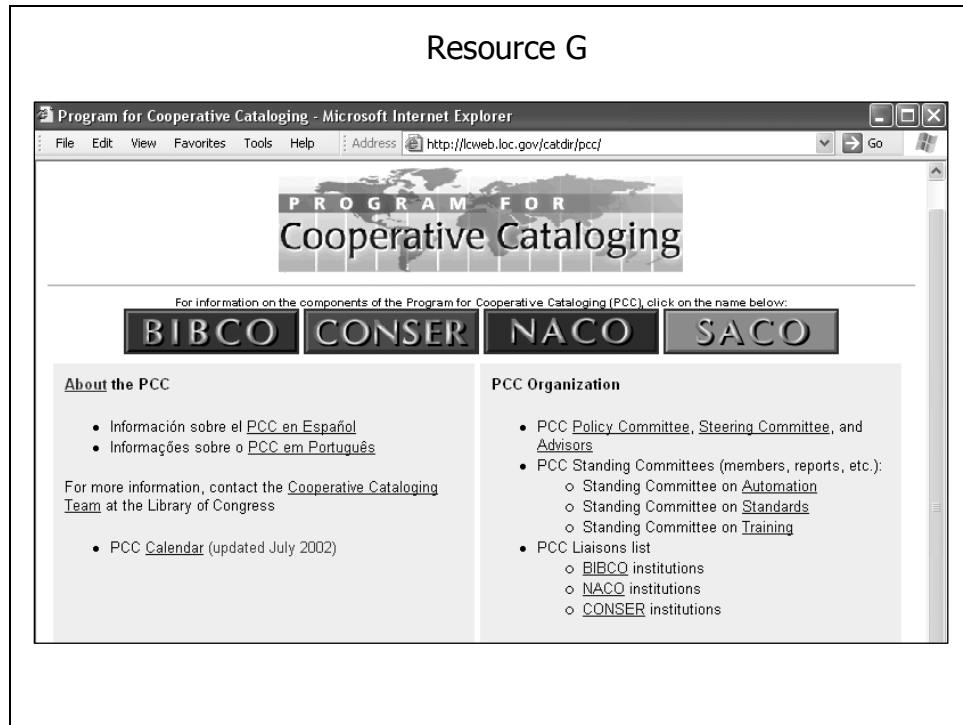 Resource G
Program for Cooperative Cataloging - Microsoft Internet Explorer
File Edit View Favorites Tools Help Address http://lcweb.loc.gov/catdir/pcc/ Go
PROGRAM FOR
Cooperative Cataloging
For information on the components of the Program for Cooperative Cataloging (PCC), click on the name below:
BIBCO CONSER NACO SACO
About the PCC
• Información sobre el PCC en Español
• Informações sobre o PCC em Português
For more information, contact the Cooperative Cataloging
Team at the Library of Congress
• PCC Calendar (updated July 2002)
PCC Organization
• PCC Policy Committee, Steering Committee, and
Advisors
• PCC Standing Committees (members, reports, etc.):
o Standing Committee on Automation
o Standing Committee on Standards
o Standing Committee on Training
• PCC Liaisons list
o BIBCO institutions
o NACO institutions
o CONSER institutions